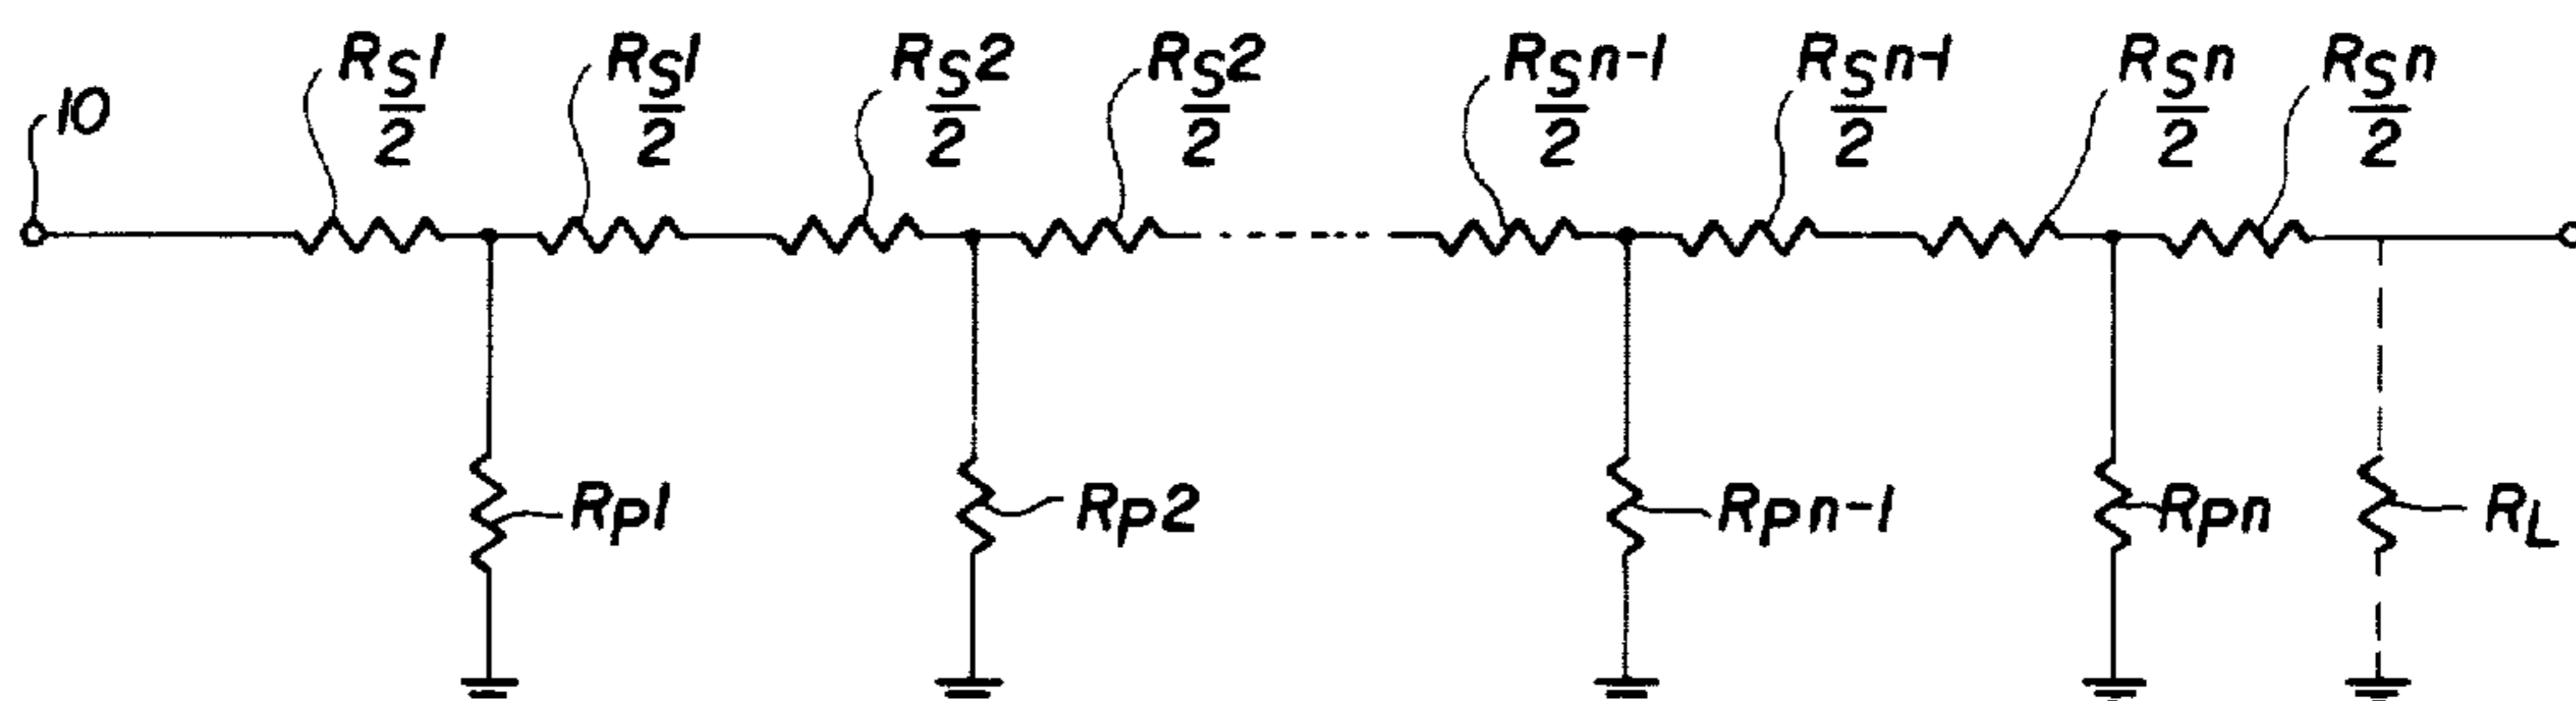 10
RS1/2
RS1/2
RS2/2
RS2/2
RSn-1/2
RSn-1/2
RSn/2
RSn/2
RP1
RP2
RPn-1
RPn
RL